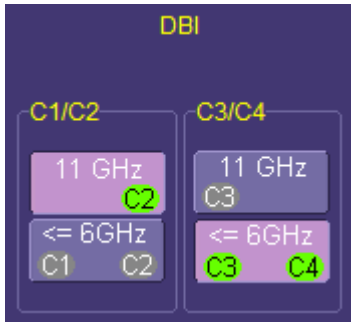 DBI
C1/C2
11 GHz
C2
<= 6GHz
C1 C2
C3/C4
11 GHz
C3
<= 6GHz
C3 C4